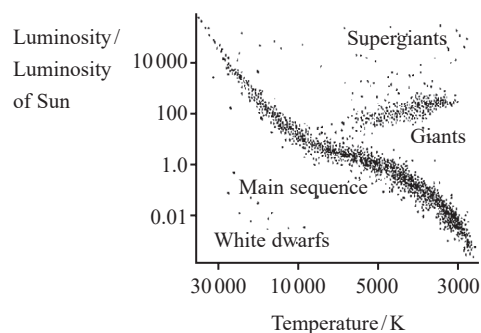 Luminosity /
Luminosity
of Sun
Supergiants
10 000
100
Giants
1.0
Main sequence
0.01
White dwarfs
30 000 10 000 5000 3000
Temperature / K